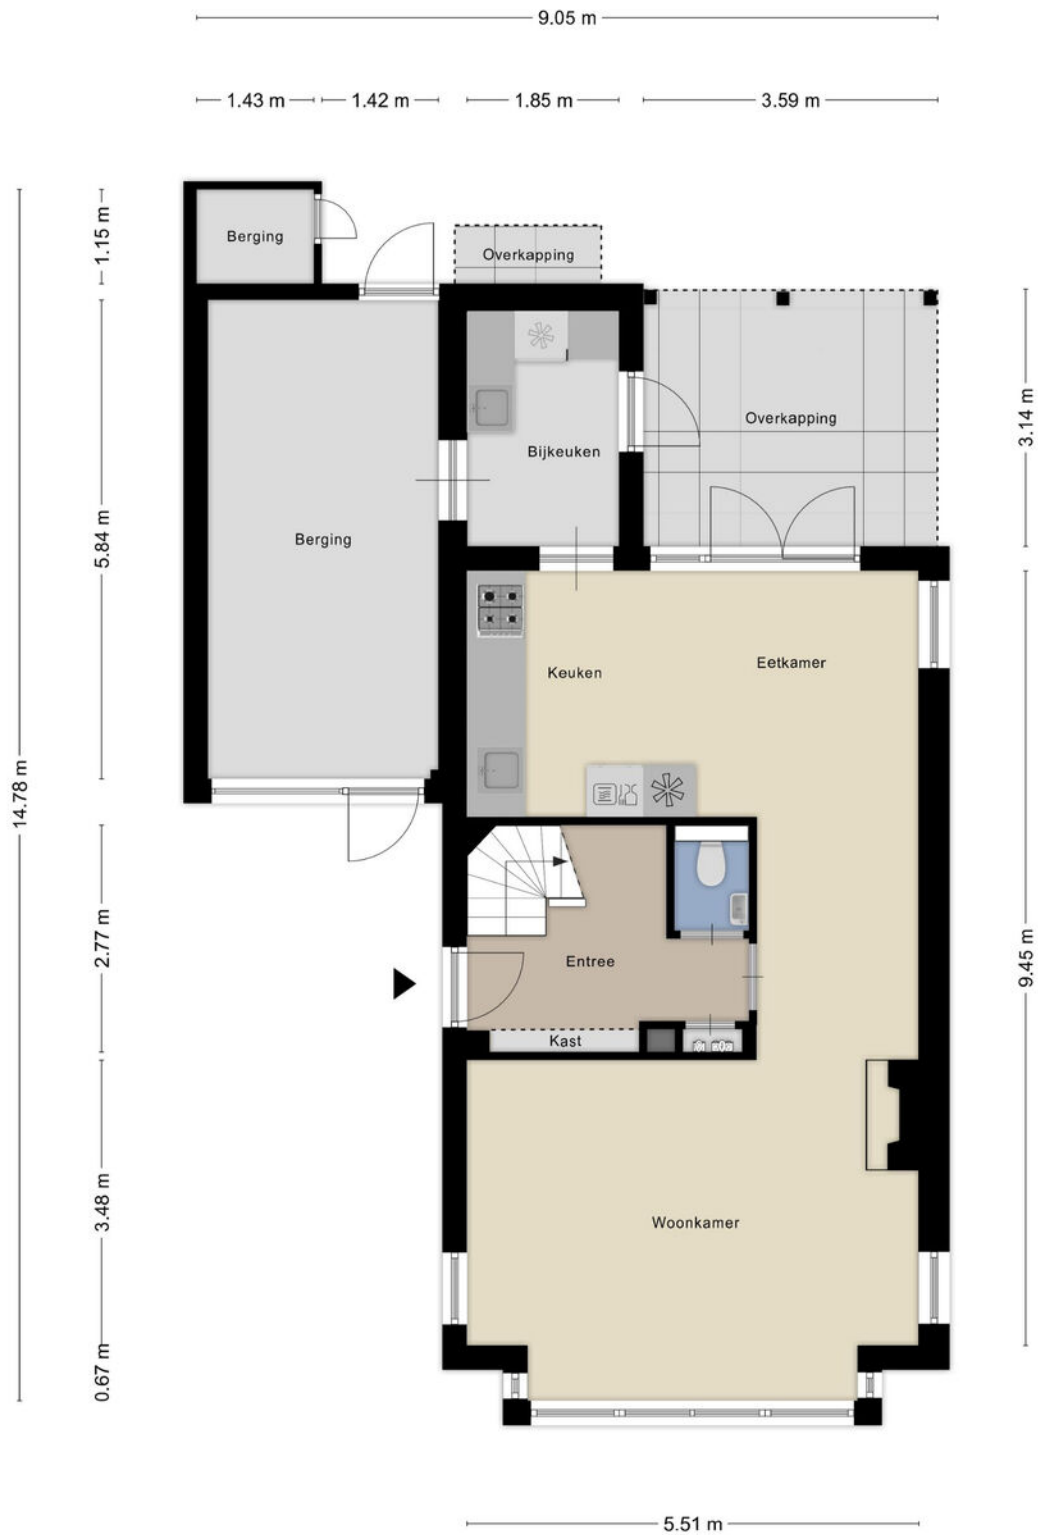 9.05 m
1.43 m
1.42 m
1.85 m
3.59 m
1.15 m
Berging
Overkapping
3.14 m
Overkapping
Bijkeuken
5.84 m
Berging
Keuken
Eetkamer
14.78 m
2.77 m
Entree
9.45 m
Kast
3.48 m
Woonkamer
0.67 m
5.51 m